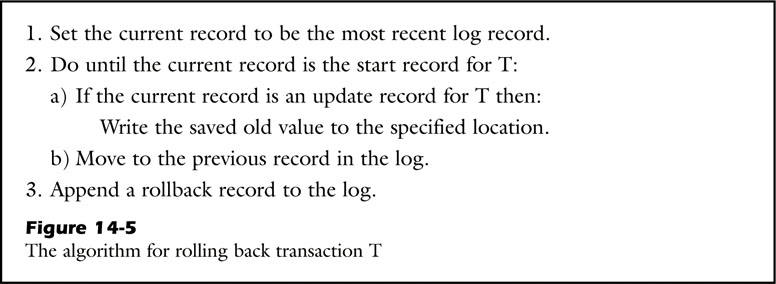 1. Set the current record to be the most recent log record.
2. Do until the current record is the start record for T:
a) If the current record is an update record for T then:
Write the saved old value to the specified location.
b) Move to the previous record in the log.
3. Append a rollback record to the log.
Figure 14-5
The algorithm for rolling back transaction T